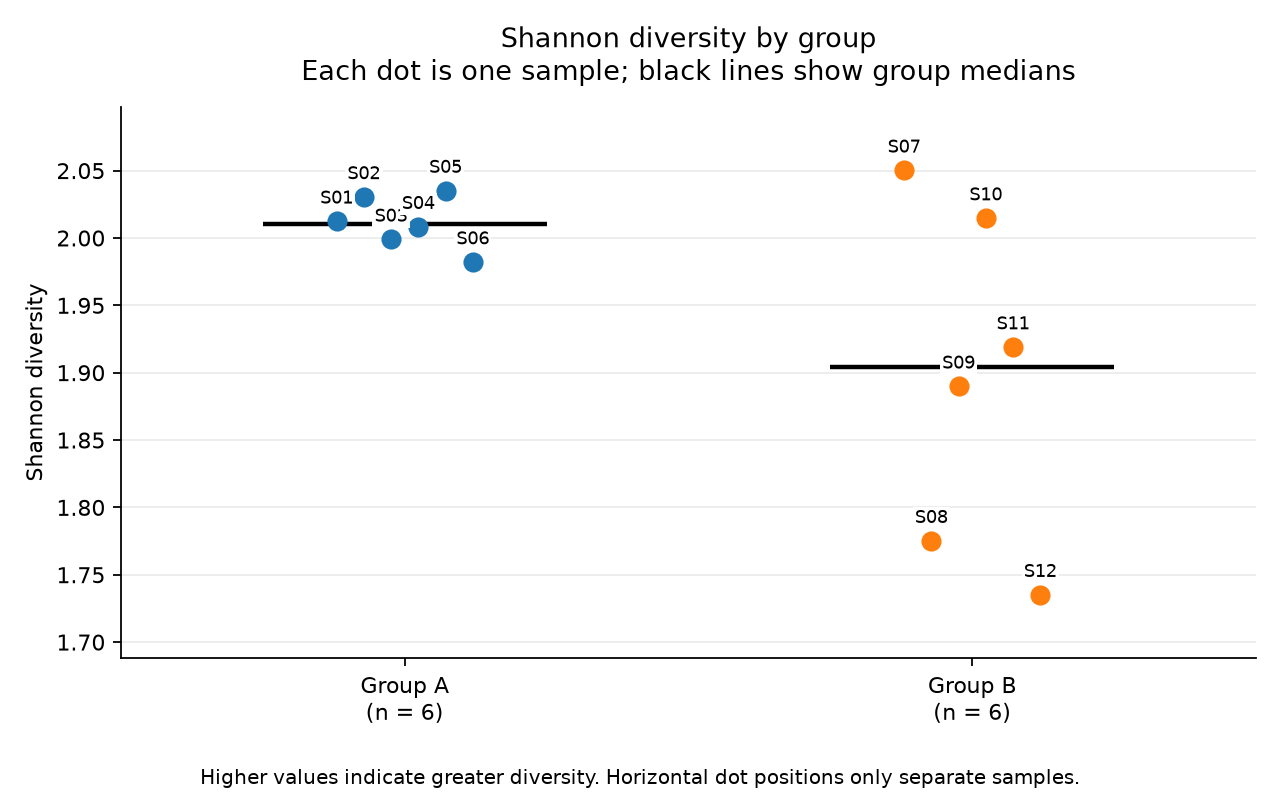 Shannon diversity by group
Each dot is one sample; black lines show group medians
Shannon diversity
2.05
2.00
1.95
1.90
1.85
1.80
1.75
1.70
S01
S02
S03
S04
S05
S06
S07
S08
S09
S10
S11
S12
Group A
(n = 6)
Group B
(n = 6)
Higher values indicate greater diversity. Horizontal dot positions only separate samples.